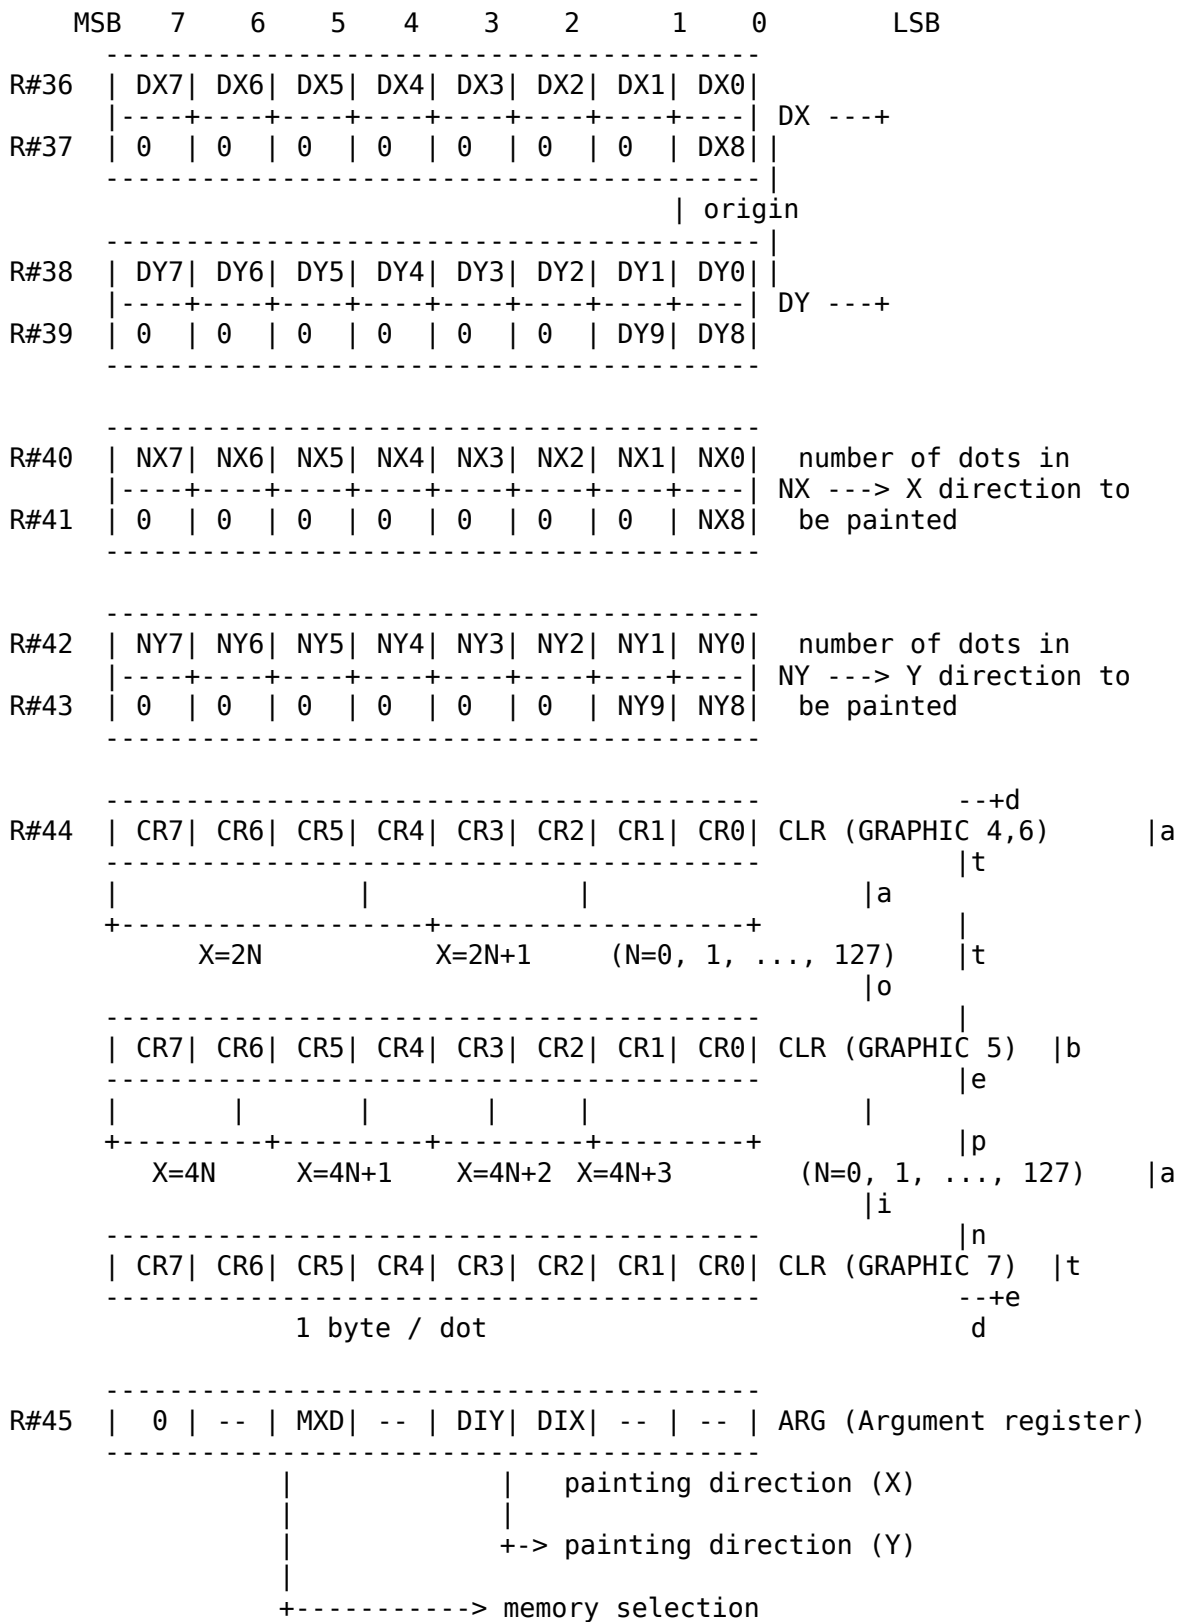 MSB   7    6    5   4    3    2      1    0        LSB
      -----------------------------------------
R#36  | DX7| DX6| DX5| DX4| DX3| DX2| DX1| DX0|
      |----+----+----+----+----+----+----+----| DX ---+
R#37  | 0  | 0  | 0  | 0  | 0  | 0  | 0  | DX8| |
      ----------------------------------------- |
                                         | origin
      ----------------------------------------- |
R#38  | DY7| DY6| DY5| DY4| DY3| DY2| DY1| DY0| |
      |----+----+----+----+----+----+----+----| DY ---+
R#39  | 0  | 0  | 0  | 0  | 0  | 0  | DY9| DY8|
      -----------------------------------------
      -----------------------------------------
R#40  | NX7| NX6| NX5| NX4| NX3| NX2| NX1| NX0|  number of dots in
      |----+----+----+----+----+----+----+----| NX ---> X direction to
R#41  | 0  | 0  | 0  | 0  | 0  | 0  | 0  | NX8|  be painted
      -----------------------------------------
      -----------------------------------------
R#42  | NY7| NY6| NY5| NY4| NY3| NY2| NY1| NY0|  number of dots in
      |----+----+----+----+----+----+----+----| NY ---> Y direction to
R#43  | 0  | 0  | 0  | 0  | 0  | 0  | NY9| NY8|  be painted
      -----------------------------------------
      -----------------------------------------            --+d
R#44  | CR7| CR6| CR5| CR4| CR3| CR2| CR1| CR0| CLR (GRAPHIC 4,6)      |a
      -----------------------------------------            |t
      |               |             |                |a
      +-------------------+-------------------+            |
            X=2N           X=2N+1     (N=0, 1, ..., 127)   |t
                                                     |o
      -----------------------------------------            |
      | CR7| CR6| CR5| CR4| CR3| CR2| CR1| CR0| CLR (GRAPHIC 5)  |b
      -----------------------------------------            |e
      |       |       |       |     |                |
      +---------+---------+---------+---------+            |p
         X=4N     X=4N+1    X=4N+2  X=4N+3       (N=0, 1, ..., 127)    |a
                                                     |i
      -----------------------------------------            |n
      | CR7| CR6| CR5| CR4| CR3| CR2| CR1| CR0| CLR (GRAPHIC 7)  |t
      -----------------------------------------            --+e
                  1 byte / dot                              d
      -----------------------------------------
R#45  |  0 | -- | MXD| -- | DIY| DIX| -- | -- | ARG (Argument register)
      -----------------------------------------
                 |             |   painting direction (X)
                 |             |
                 |             +-> painting direction (Y)
                 |
                 +-----------> memory selection